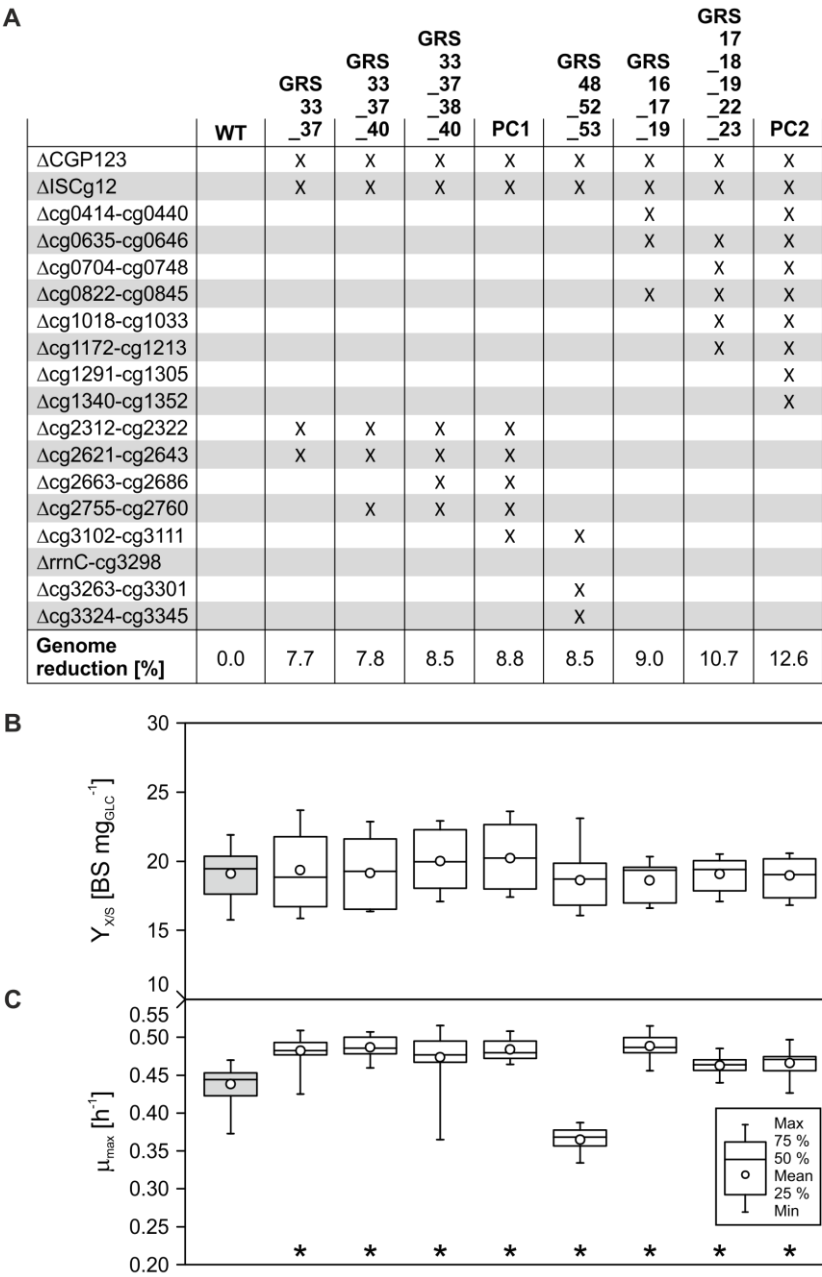 A
WT
GRS
33
_37
GRS
33
_37
_40
GRS
33
_37
_38
_40
PC1
GRS
48
_52
_53
GRS
16
_17
_19
GRS
17
_18
_19
_22
_23
PC2
ΔCGP123 X X X X X X X X
ΔISCg12 X X X X X X X X
Δcg0414-cg0440 X X
Δcg0635-cg0646 X X X
Δcg0704-cg0748 X X
Δcg0822-cg0845 X X X
Δcg1018-cg1033 X X
Δcg1172-cg1213 X X
Δcg1291-cg1305 X
Δcg1340-cg1352 X
Δcg2312-cg2322 X X X X
Δcg2621-cg2643 X X X X
Δcg2663-cg2686 X X
Δcg2755-cg2760 X X X
Δcg3102-cg3111 X X
ΔrrnC-cg3298
Δcg3263-cg3301 X
Δcg3324-cg3345 X
Genome
reduction [%] 0.0 7.7 7.8 8.5 8.8 8.5 9.0 10.7 12.6
B
Y X/S [BS mg GLC -1]
30
25
20
15
10
C
μmax [h-1]
0.55
0.50
0.45
0.40
0.35
0.30
0.25
0.20
* * * * * * * *
Max
75 %
50 %
Mean
25 %
Min